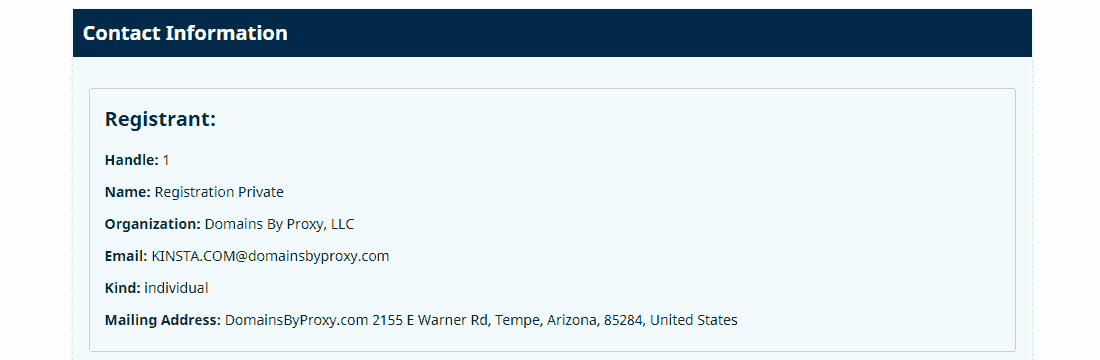 Contact Information
Registrant:
Handle: 1
Name: Registration Private
Organization: Domains By Proxy, LLC
Email: KINSTA.COM@domainsbyproxy.com
Kind: individual
Mailing Address: DomainsByProxy.com 2155 E Warner Rd, Tempe, Arizona, 85284, United States